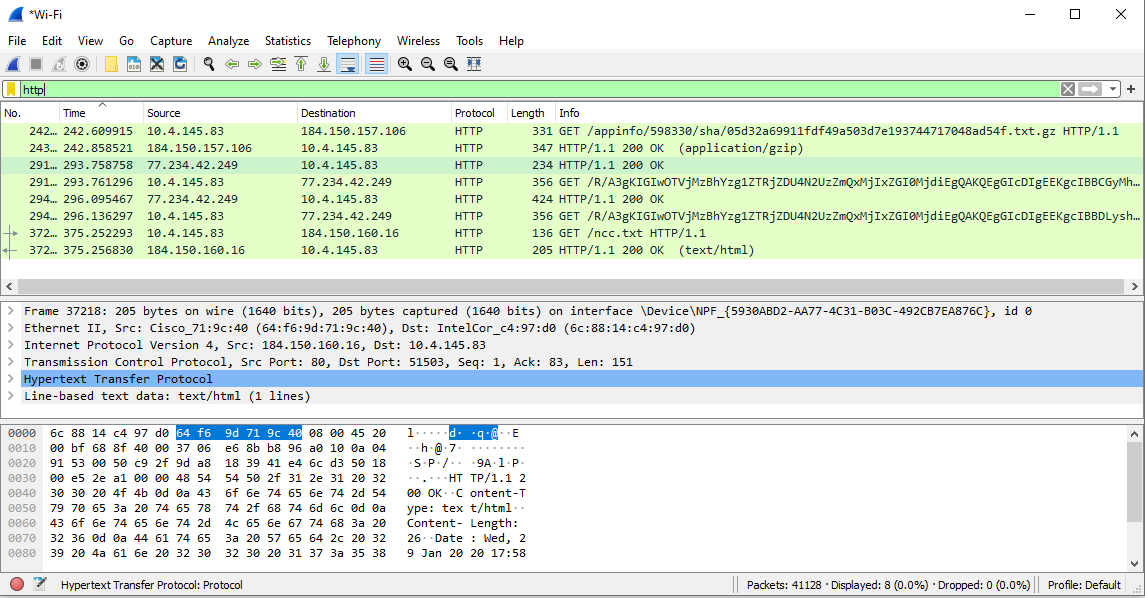 *Wi-Fi
File Edit View Go Capture Analyze Statistics Telephony Wireless Tools Help
http
No. Time Source Destination Protocol Length Info
242… 242.609915 10.4.145.83 184.150.157.106 HTTP 331 GET /appinfo/598330/sha/05d32a69911fdf49a503d7e193744717048ad54f.txt.gz HTTP/1.1
243… 242.858521 184.150.157.106 10.4.145.83 HTTP 347 HTTP/1.1 200 OK (application/gzip)
291… 293.758758 77.234.42.249 10.4.145.83 HTTP 234 HTTP/1.1 200 OK
291… 293.761296 10.4.145.83 77.234.42.249 HTTP 356 GET /R/A3gKIGIwOTVjMzBhYzg1ZTRjZDU4N2UzZmQxMjIxZGI0MjdiEgQAKQEgGIcDIgEEKgcIBBCGyMh…
294… 296.095467 77.234.42.249 10.4.145.83 HTTP 424 HTTP/1.1 200 OK
294… 296.136297 10.4.145.83 77.234.42.249 HTTP 356 GET /R/A3gKIGIwOTVjMzBhYzg1ZTRjZDU4N2UzZmQxMjIxZGI0MjdiEgQAKQEgGIcDIgEEKgcIBBDLysh…
372… 375.252293 10.4.145.83 184.150.160.16 HTTP 136 GET /ncc.txt HTTP/1.1
372… 375.256830 184.150.160.16 10.4.145.83 HTTP 205 HTTP/1.1 200 OK (text/html)
Frame 37218: 205 bytes on wire (1640 bits), 205 bytes captured (1640 bits) on interface \Device\NPF_{5930ABD2-AA77-4C31-B03C-492CB7EA876C}, id 0
Ethernet II, Src: Cisco_71:9c:40 (64:f6:9d:71:9c:40), Dst: IntelCor_c4:97:d0 (6c:88:14:c4:97:d0)
Internet Protocol Version 4, Src: 184.150.160.16, Dst: 10.4.145.83
Transmission Control Protocol, Src Port: 80, Dst Port: 51503, Seq: 1, Ack: 83, Len: 151
Hypertext Transfer Protocol
Line-based text data: text/html (1 lines)
0000 6c 88 14 c4 97 d0 64 f6 9d 71 9c 40 08 00 45 20 l·····d· ·q·@··E
0010 00 bf 68 8f 40 00 37 06 e6 8b b8 96 a0 10 0a 04 ··h·@·7· ········
0020 91 53 00 50 c9 2f 9d a8 18 39 41 e4 6c d3 50 18 ·S·P·/·· ·9A·l·P·
0030 00 e5 2e a1 00 00 48 54 54 50 2f 31 2e 31 20 32 ··.···HT TP/1.1 2
0040 30 30 20 4f 4b 0d 0a 43 6f 6e 74 65 6e 74 2d 54 00 OK··C ontent-T
0050 79 70 65 3a 20 74 65 78 74 2f 68 74 6d 6c 0d 0a ype: tex t/html··
0060 43 6f 6e 74 65 6e 74 2d 4c 65 6e 67 74 68 3a 20 Content- Length:
0070 32 36 0d 0a 44 61 74 65 3a 20 57 65 64 2c 20 32 26··Date : Wed, 2
0080 39 20 4a 61 6e 20 32 30 32 30 20 31 37 3a 35 38 9 Jan 20 20 17:58
Hypertext Transfer Protocol: Protocol Packets: 41128 · Displayed: 8 (0.0%) · Dropped: 0 (0.0%) Profile: Default